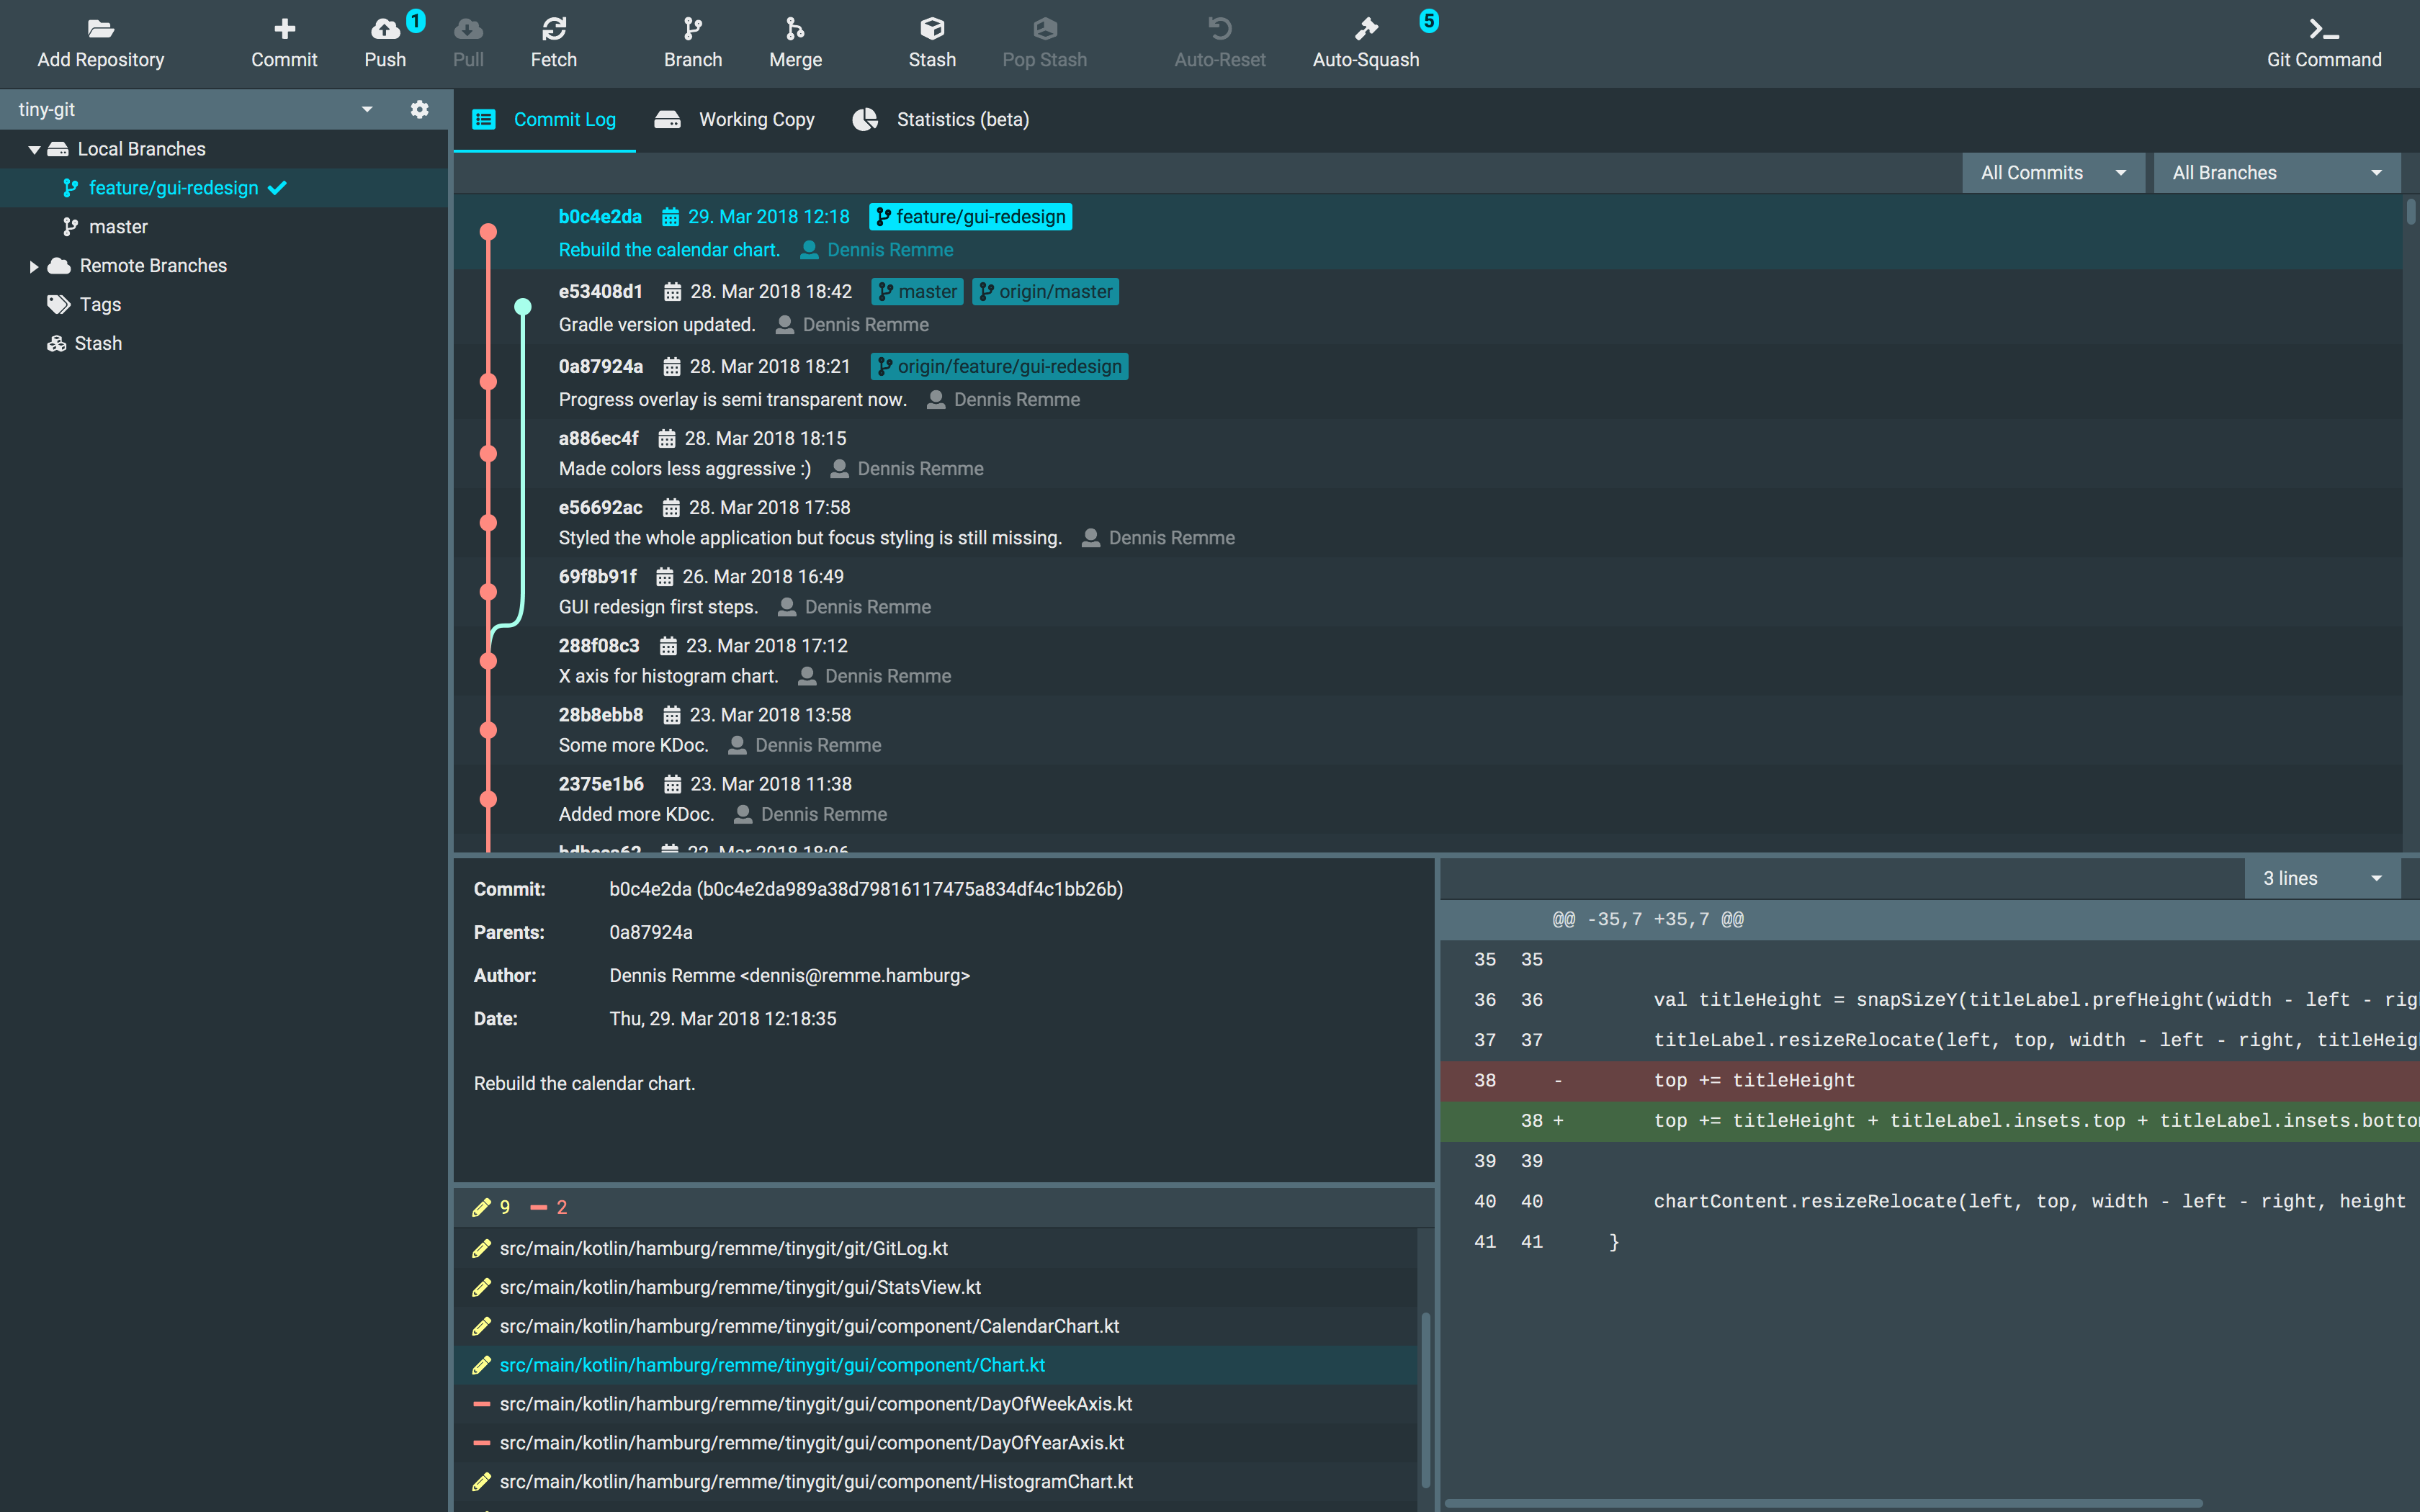 Add Repository
Commit
Push 1
Pull
Fetch
Branch
Merge
Stash
Pop Stash
Auto-Reset
Auto-Squash 5
Git Command
tiny-git
Local Branches
feature/gui-redesign
master
Remote Branches
Tags
Stash
Commit Log
Working Copy
Statistics (beta)
All Commits
All Branches
b0c4e2da 29. Mar 2018 12:18 feature/gui-redesign
Rebuild the calendar chart. Dennis Remme
e53408d1 28. Mar 2018 18:42 master origin/master
Gradle version updated. Dennis Remme
0a87924a 28. Mar 2018 18:21 origin/feature/gui-redesign
Progress overlay is semi transparent now. Dennis Remme
a886ec4f 28. Mar 2018 18:15
Made colors less aggressive :) Dennis Remme
e56692ac 28. Mar 2018 17:58
Styled the whole application but focus styling is still missing. Dennis Remme
69f8b91f 26. Mar 2018 16:49
GUI redesign first steps. Dennis Remme
288f08c3 23. Mar 2018 17:12
X axis for histogram chart. Dennis Remme
28b8ebb8 23. Mar 2018 13:58
Some more KDoc. Dennis Remme
2375e1b6 23. Mar 2018 11:38
Added more KDoc. Dennis Remme
Commit: b0c4e2da (b0c4e2da989a38d79816117475a834df4c1bb26b)
Parents: 0a87924a
Author: Dennis Remme <dennis@remme.hamburg>
Date: Thu, 29. Mar 2018 12:18:35
Rebuild the calendar chart.
9 2
src/main/kotlin/hamburg/remme/tinygit/git/GitLog.kt
src/main/kotlin/hamburg/remme/tinygit/gui/StatsView.kt
src/main/kotlin/hamburg/remme/tinygit/gui/component/CalendarChart.kt
src/main/kotlin/hamburg/remme/tinygit/gui/component/Chart.kt
src/main/kotlin/hamburg/remme/tinygit/gui/component/DayOfWeekAxis.kt
src/main/kotlin/hamburg/remme/tinygit/gui/component/DayOfYearAxis.kt
src/main/kotlin/hamburg/remme/tinygit/gui/component/HistogramChart.kt
3 lines
@@ -35,7 +35,7 @@
35 35
36 36 val titleHeight = snapSizeY(titleLabel.prefHeight(width - left - rig
37 37 titleLabel.resizeRelocate(left, top, width - left - right, titleHeig
38 - top += titleHeight
38 + top += titleHeight + titleLabel.insets.top + titleLabel.insets.botto
39 39
40 40 chartContent.resizeRelocate(left, top, width - left - right, height
41 41 }